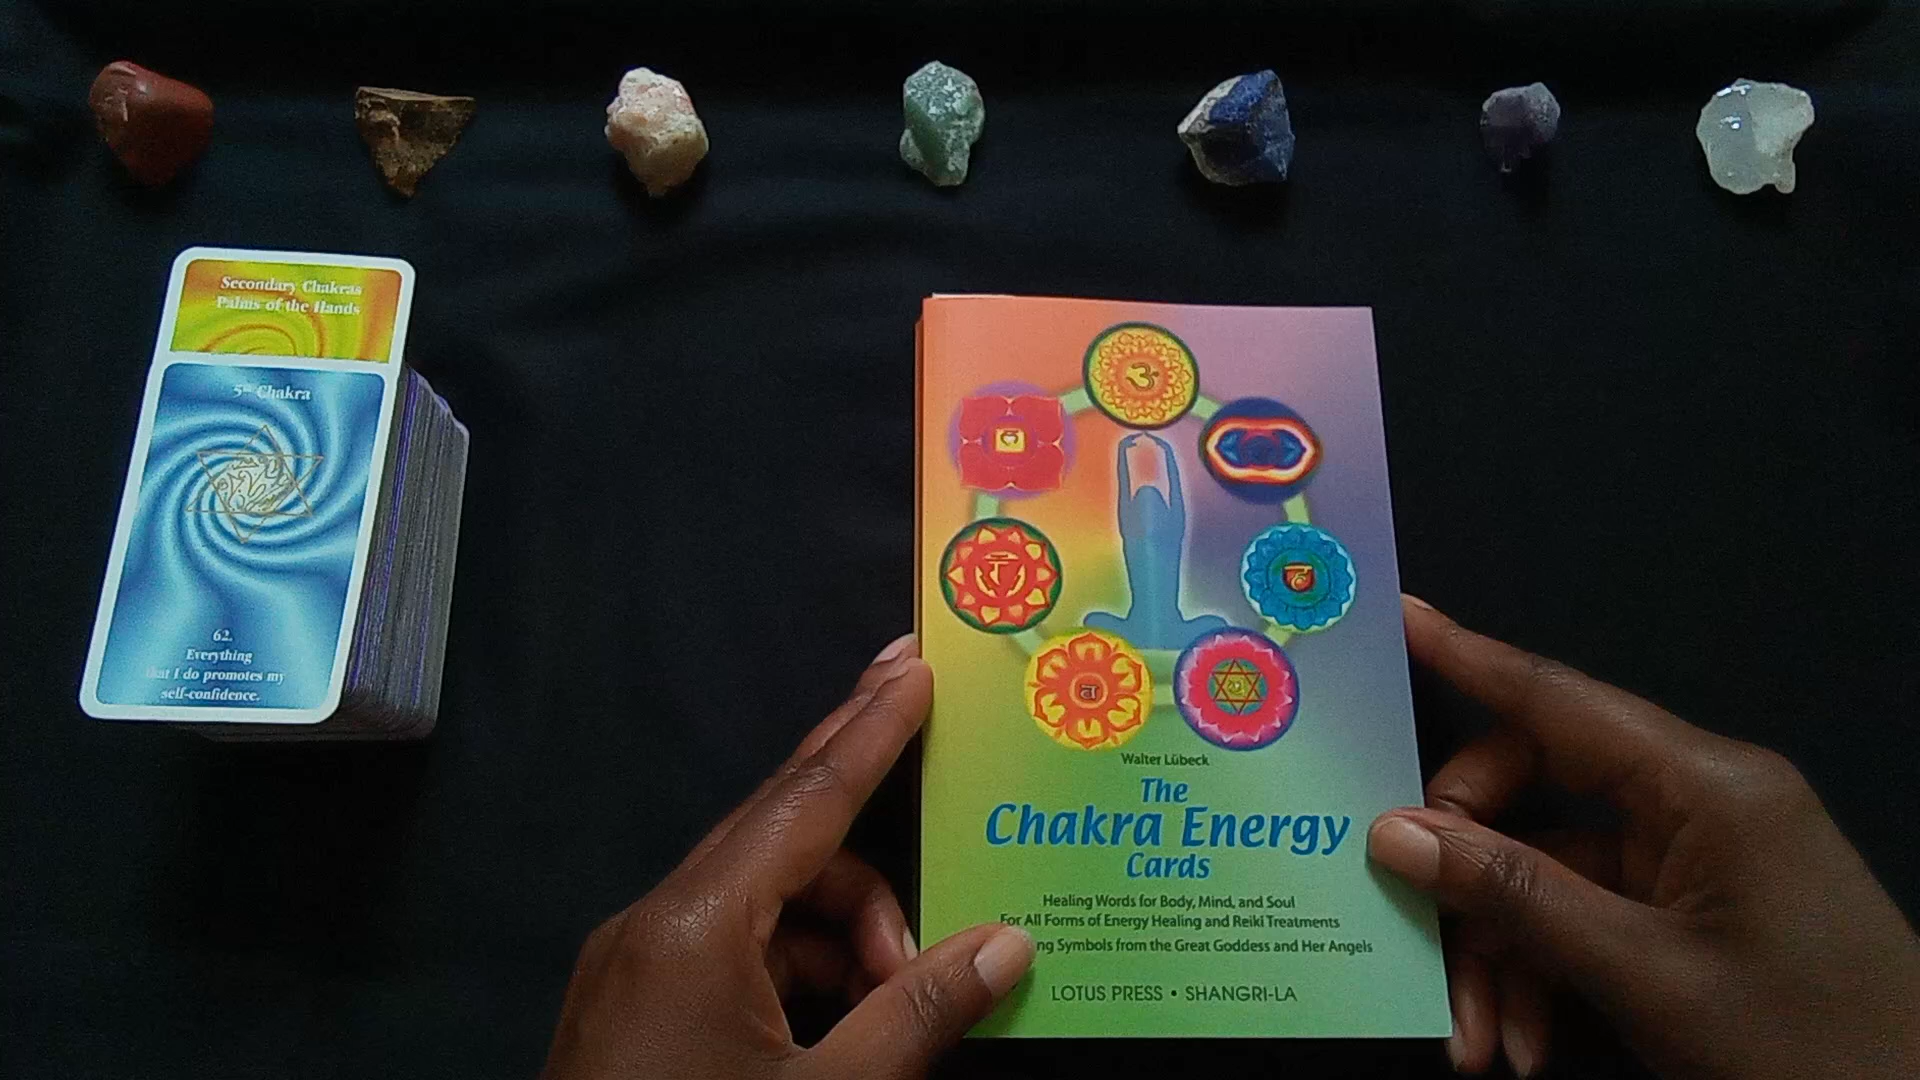 Secondary Chakras
Palms of the Hands
5th Chakra
62.
Everything
that I do promotes my
self-confidence.
Walter Lübeck
The
Chakra Energy
Cards
Healing Words for Body, Mind, and Soul
For All Forms of Energy Healing and Reiki Treatments
Symbols from the Great Goddess and Her Angels
LOTUS PRESS • SHANGRI-LA